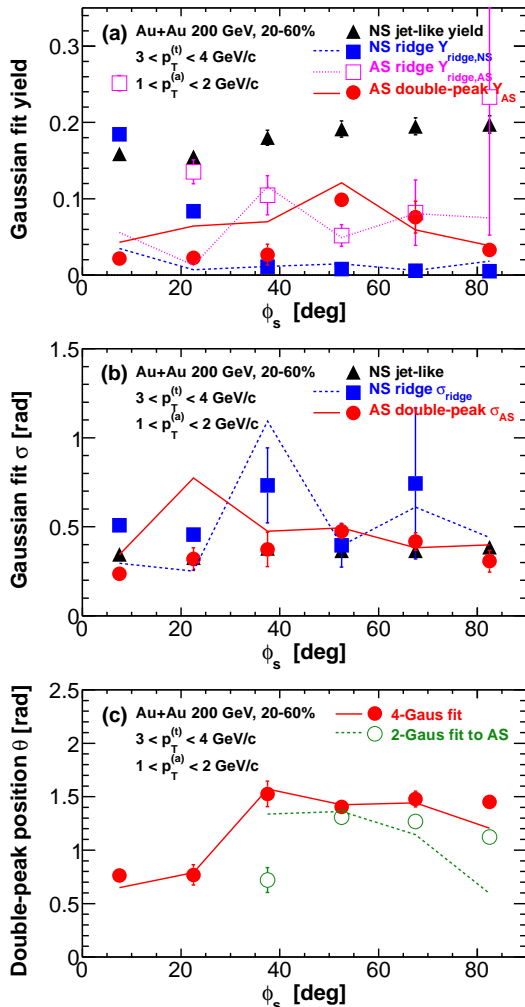 (a) Au+Au 200 GeV, 20-60%
3 < p_T^(t) < 4 GeV/c
1 < p_T^(a) < 2 GeV/c
NS jet-like yield
NS ridge Y_ridge,NS
AS ridge Y_ridge,AS
AS double-peak Y_AS
Gaussian fit yield
0.3
0.2
0.1
0
0 20 40 60 80
ϕ_s [deg]
(b) Au+Au 200 GeV, 20-60%
3 < p_T^(t) < 4 GeV/c
1 < p_T^(a) < 2 GeV/c
NS jet-like
NS ridge σ_ridge
AS double-peak σ_AS
Gaussian fit σ [rad]
1.5
1
0.5
0
0 20 40 60 80
ϕ_s [deg]
(c) Au+Au 200 GeV, 20-60%
3 < p_T^(t) < 4 GeV/c
1 < p_T^(a) < 2 GeV/c
4-Gaus fit
2-Gaus fit to AS
Double-peak position θ [rad]
2.5
2
1.5
1
0.5
0
0 20 40 60 80
ϕ_s [deg]